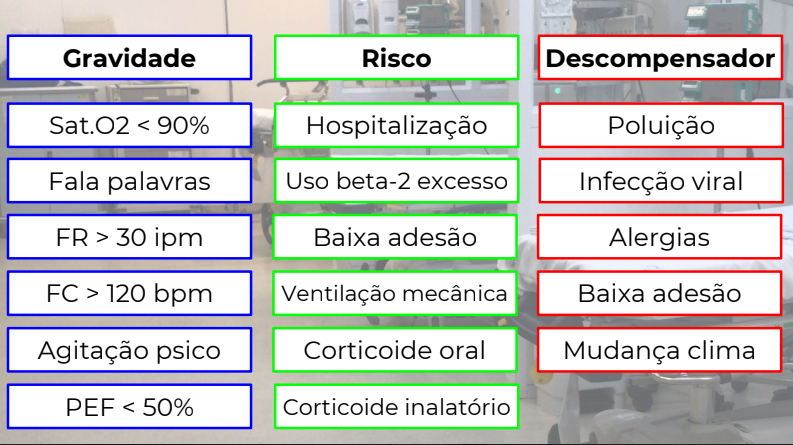 Gravidade
Risco
Descompensador
Sat.O2 < 90%
Hospitalização
Poluição
Fala palavras
Uso beta-2 excesso
Infecção viral
FR > 30 ipm
Baixa adesão
Alergias
FC > 120 bpm
Ventilação mecânica
Baixa adesão
Agitação psico
Corticoide oral
Mudança clima
PEF < 50%
Corticoide inalatório